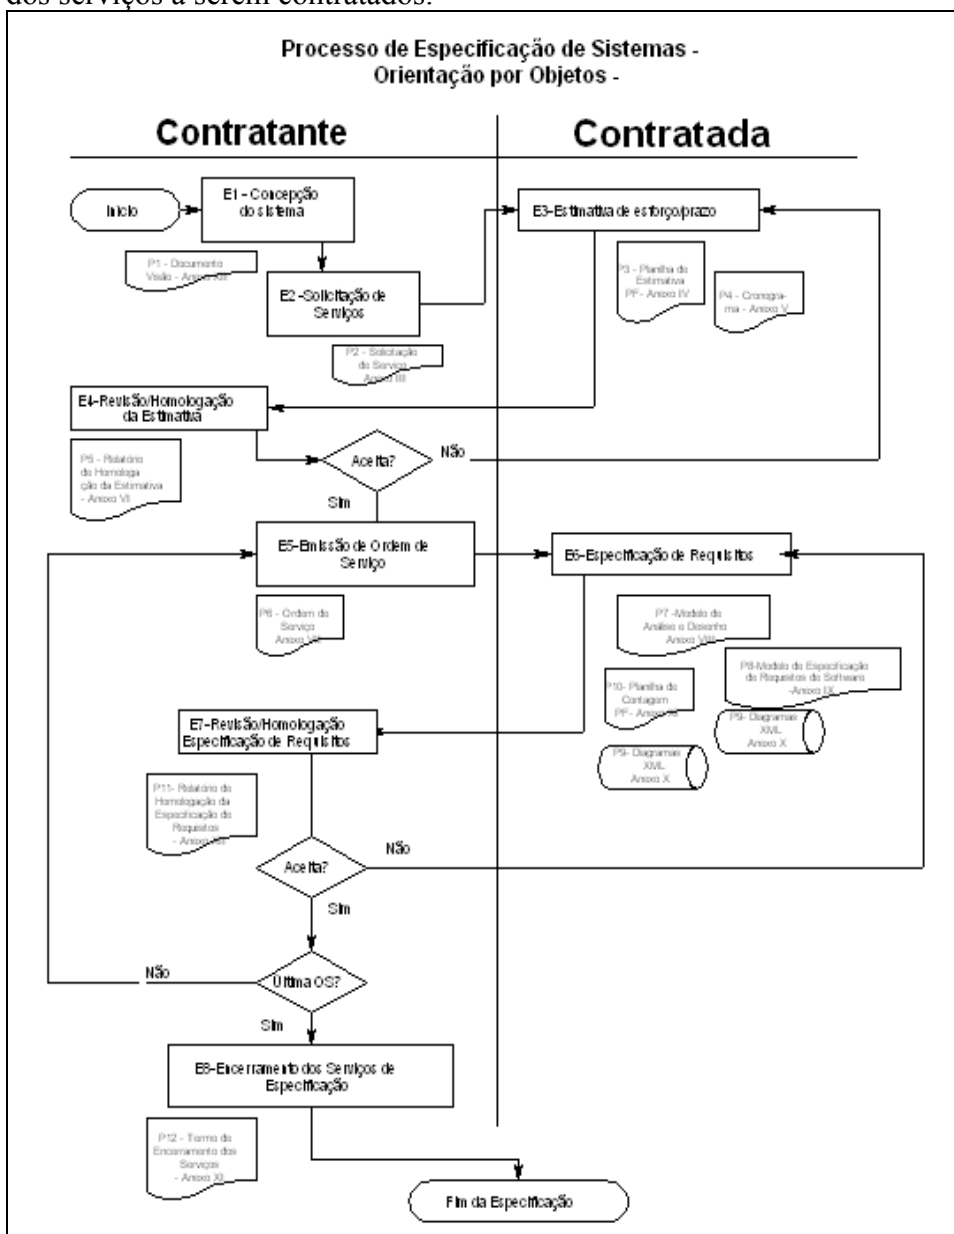 dos serviços a serem contratados.
Processo de Especificação de Sistemas -
Orientação por Objetos -
Contratante
Contratada
Início
E1 - Concepção
do sistema
E3-Estimativa de esforço/prazo
P1 - Documento
Visão - Anexo
E2 -Solicitação de
Serviços
P3 - Planilha de
Estimativa
PF- Anexo IV
P4 - Cronogra-
ma - Anexo V
P2 - Solicitação
de Serviço
Anexo III
E4-Revisão/Homologação
da Estimativa
Aceita?
Não
P5 - Relatório
de Homologa
ção da Estimativa
- Anexo VI
Sim
E5-Emissão de Ordem de
Serviço
E6-Especificação de Requisitos
P6 - Ordem de
Serviço
Anexo
P7 -Modelo de
Análise e Desenho
Anexo VIII
P8-Modelo de Especificação
de Requisitos de Software
-Anexo IX
P10- Planilha de
Contagem
PF- Anexo
P9- Diagramas
XML
Anexo X
P9- Diagramas
XML
Anexo X
E7-Revisão/Homologação
Especificação de Requisitos
P11- Relatório de
Homologação da
Especificação de
Requisitos
- Anexo
Não
Aceita?
Sim
Não
Última OS?
Sim
E8-Encerramento dos Serviços de
Especificação
P12 - Termo de
Encerramento dos
Serviços
- Anexo
Fim da Especificação